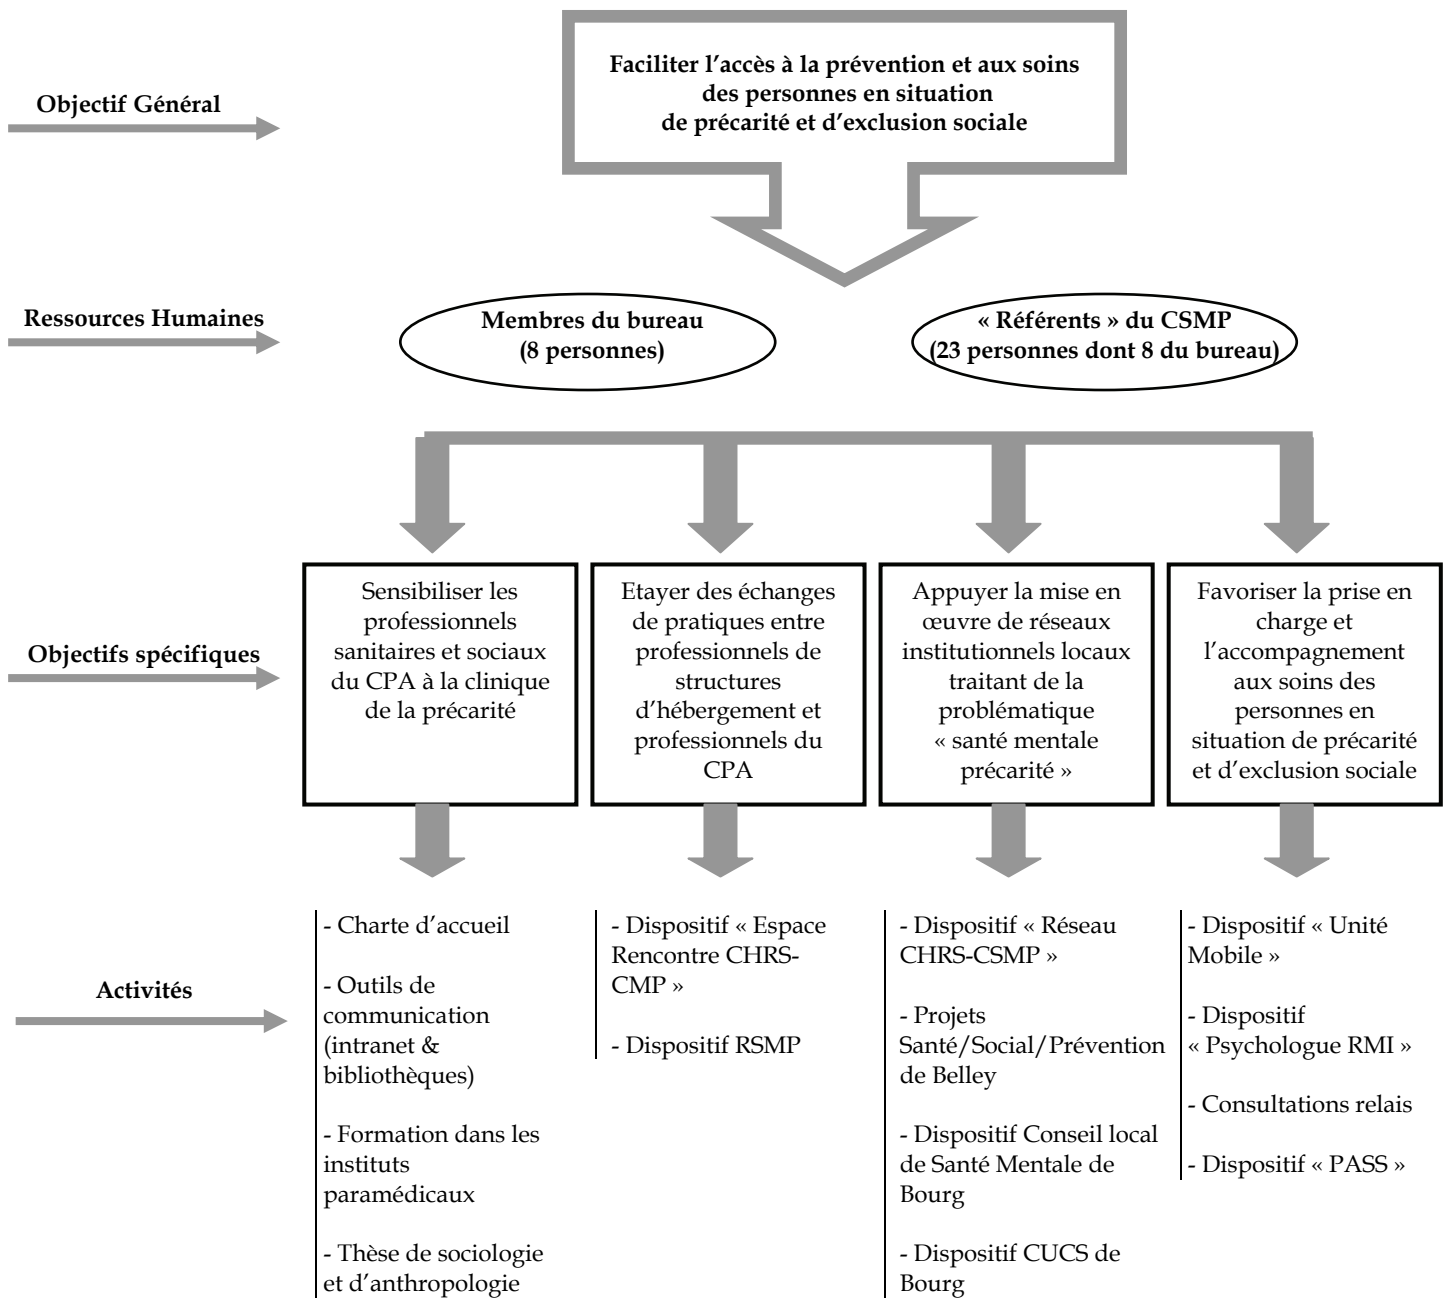 Objectif Général
Faciliter l’accès à la prévention et aux soins
des personnes en situation
de précarité et d’exclusion sociale
Ressources Humaines
Membres du bureau
(8 personnes)
« Référents » du CSMP
(23 personnes dont 8 du bureau)
Objectifs spécifiques
Sensibiliser les
professionnels
sanitaires et sociaux
du CPA à la clinique
de la précarité
Etayer des échanges
de pratiques entre
professionnels de
structures
d’hébergement et
professionnels du
CPA
Appuyer la mise en
œuvre de réseaux
institutionnels locaux
traitant de la
problématique
« santé mentale
précarité »
Favoriser la prise en
charge et
l’accompagnement
aux soins des
personnes en
situation de précarité
et d’exclusion sociale
Activités
- Charte d’accueil
- Outils de
communication
(intranet &
bibliothèques)
- Formation dans les
instituts
paramédicaux
- Thèse de sociologie
et d’anthropologie
- Dispositif « Espace
Rencontre CHRS-
CMP »
- Dispositif RSMP
- Dispositif « Réseau
CHRS-CSMP »
- Projets
Santé/Social/Prévention
de Belley
- Dispositif Conseil local
de Santé Mentale de
Bourg
- Dispositif CUCS de
Bourg
- Dispositif « Unité
Mobile »
- Dispositif
« Psychologue RMI »
- Consultations relais
- Dispositif « PASS »